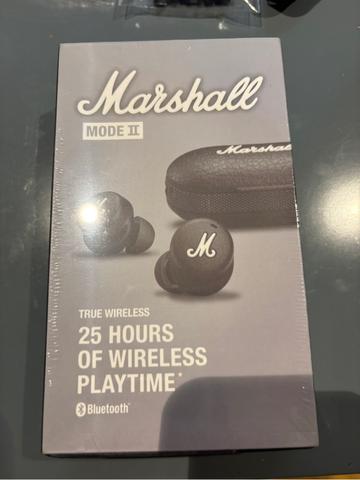 Marshall
MODE II
Marshall
M
TRUE WIRELESS
25 HOURS
OF WIRELESS
PLAYTIME*
Bluetooth®